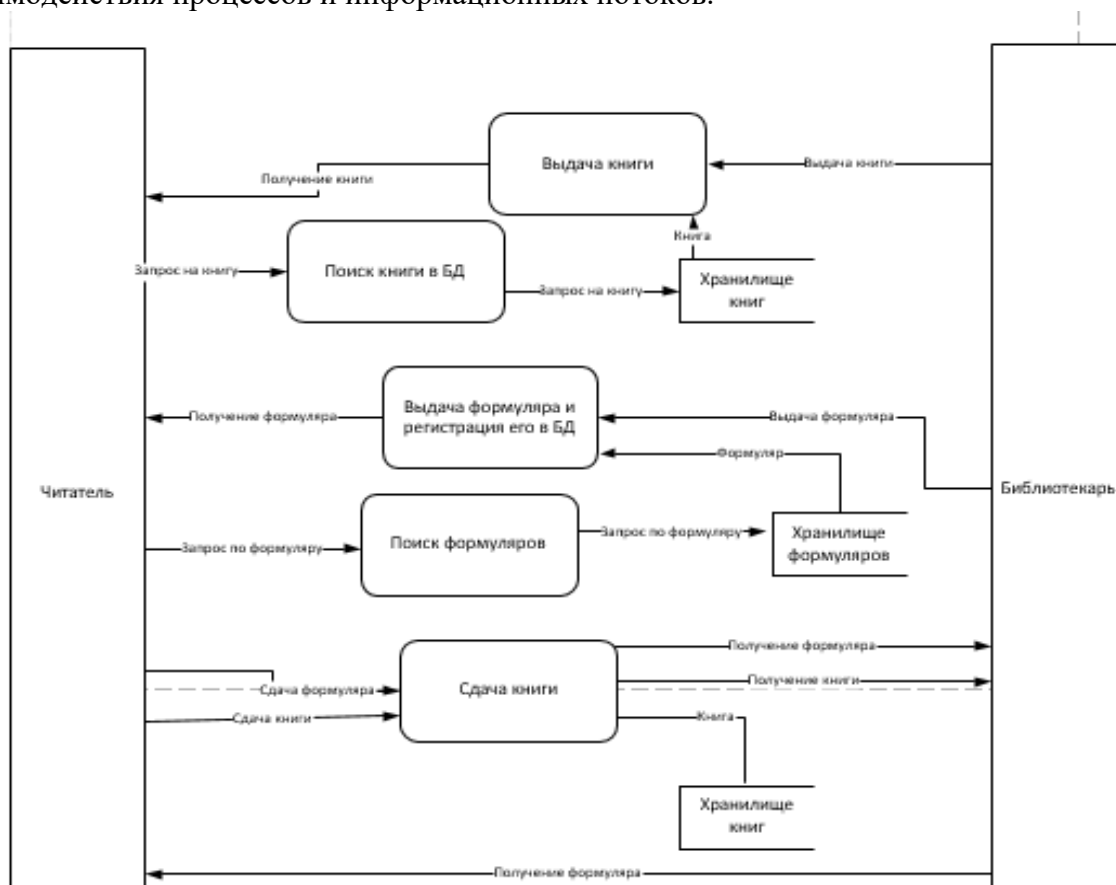 имодействия процессов и информационных потоков.
Выдача книги
Выдача книги
Получение книги
Книга
Запрос на книгу
Поиск книги в БД
Запрос на книгу
Хранилище
книг
Получение формуляра
Выдача формуляра и
регистрация его в БД
Выдача формуляра
Формуляр
Читатель
Библиотекарь
Запрос по формуляру
Поиск формуляров
Запрос по формуляру
Хранилище
формуляров
Получение формуляра
Сдача формуляра
Сдача книги
Получение книги
Сдача книги
Книга
Хранилище
книг
Получение формуляра